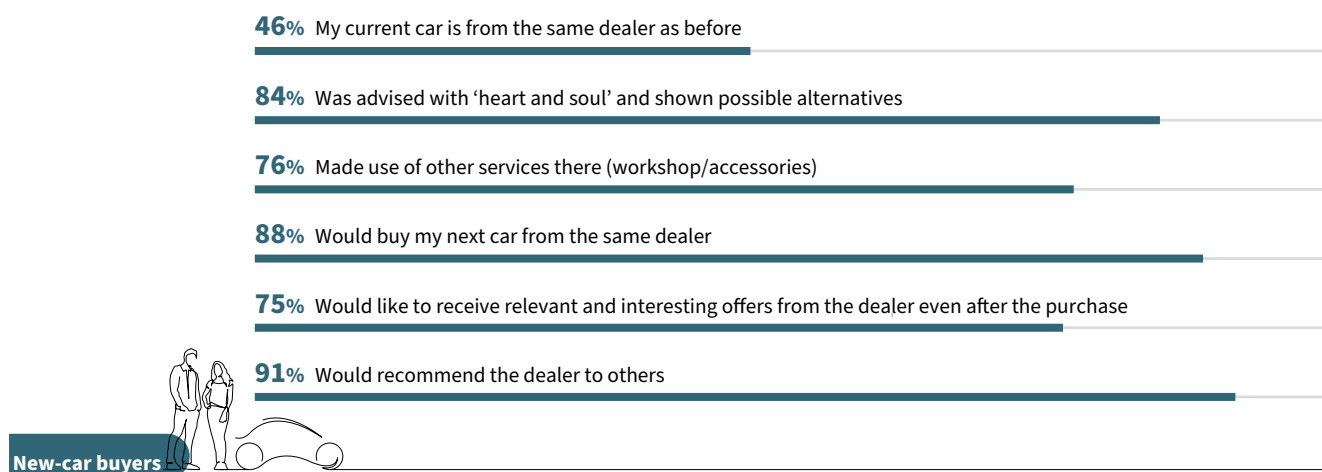 46% My current car is from the same dealer as before
84% Was advised with ‘heart and soul’ and shown possible alternatives
76% Made use of other services there (workshop/accessories)
88% Would buy my next car from the same dealer
75% Would like to receive relevant and interesting offers from the dealer even after the purchase
91% Would recommend the dealer to others
New-car buyers